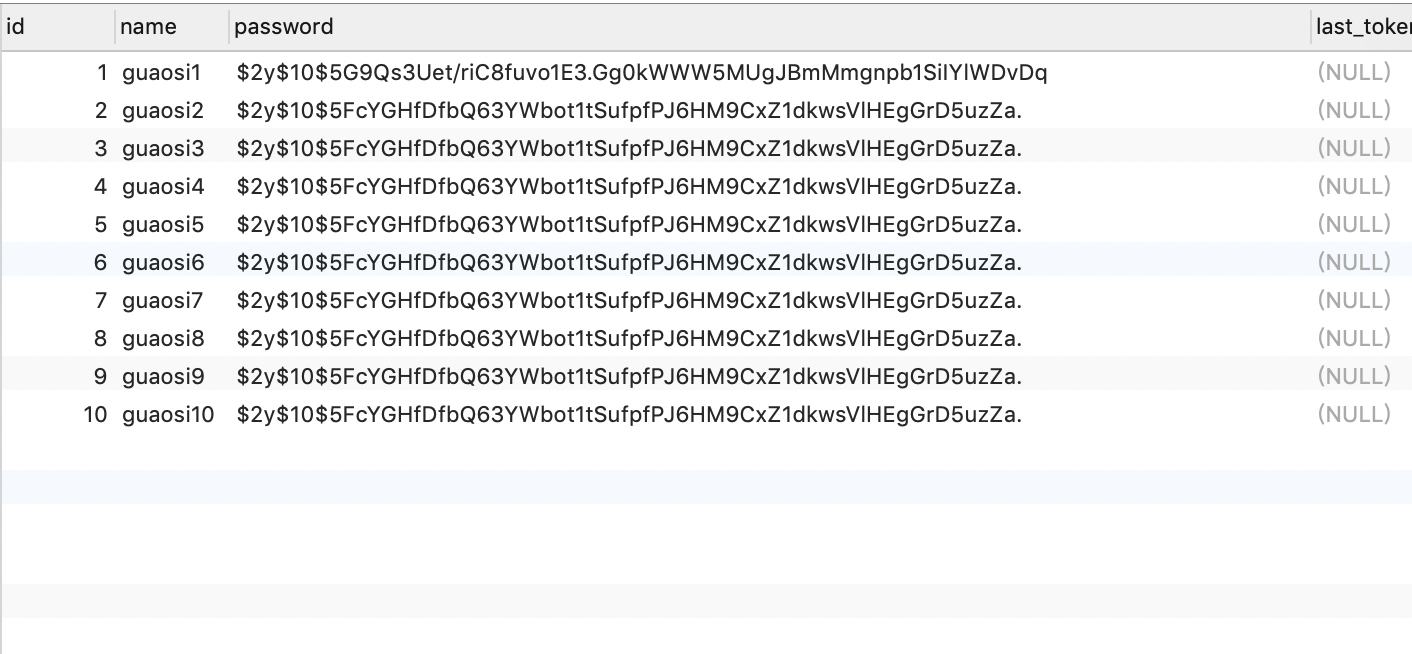 id name password last_token
1 guaosi1 $2y$10$5G9Qs3Uet/riC8fuvo1E3.Gg0kWWW5MUgJBmMmgnpb1SiIYlWDvDq (NULL)
2 guaosi2 $2y$10$5FcYGHfDfbQ63YWbot1tSufpfPJ6HM9CxZ1dkwsVlHEgGrD5uzZa. (NULL)
3 guaosi3 $2y$10$5FcYGHfDfbQ63YWbot1tSufpfPJ6HM9CxZ1dkwsVlHEgGrD5uzZa. (NULL)
4 guaosi4 $2y$10$5FcYGHfDfbQ63YWbot1tSufpfPJ6HM9CxZ1dkwsVlHEgGrD5uzZa. (NULL)
5 guaosi5 $2y$10$5FcYGHfDfbQ63YWbot1tSufpfPJ6HM9CxZ1dkwsVlHEgGrD5uzZa. (NULL)
6 guaosi6 $2y$10$5FcYGHfDfbQ63YWbot1tSufpfPJ6HM9CxZ1dkwsVlHEgGrD5uzZa. (NULL)
7 guaosi7 $2y$10$5FcYGHfDfbQ63YWbot1tSufpfPJ6HM9CxZ1dkwsVlHEgGrD5uzZa. (NULL)
8 guaosi8 $2y$10$5FcYGHfDfbQ63YWbot1tSufpfPJ6HM9CxZ1dkwsVlHEgGrD5uzZa. (NULL)
9 guaosi9 $2y$10$5FcYGHfDfbQ63YWbot1tSufpfPJ6HM9CxZ1dkwsVlHEgGrD5uzZa. (NULL)
10 guaosi10 $2y$10$5FcYGHfDfbQ63YWbot1tSufpfPJ6HM9CxZ1dkwsVlHEgGrD5uzZa. (NULL)